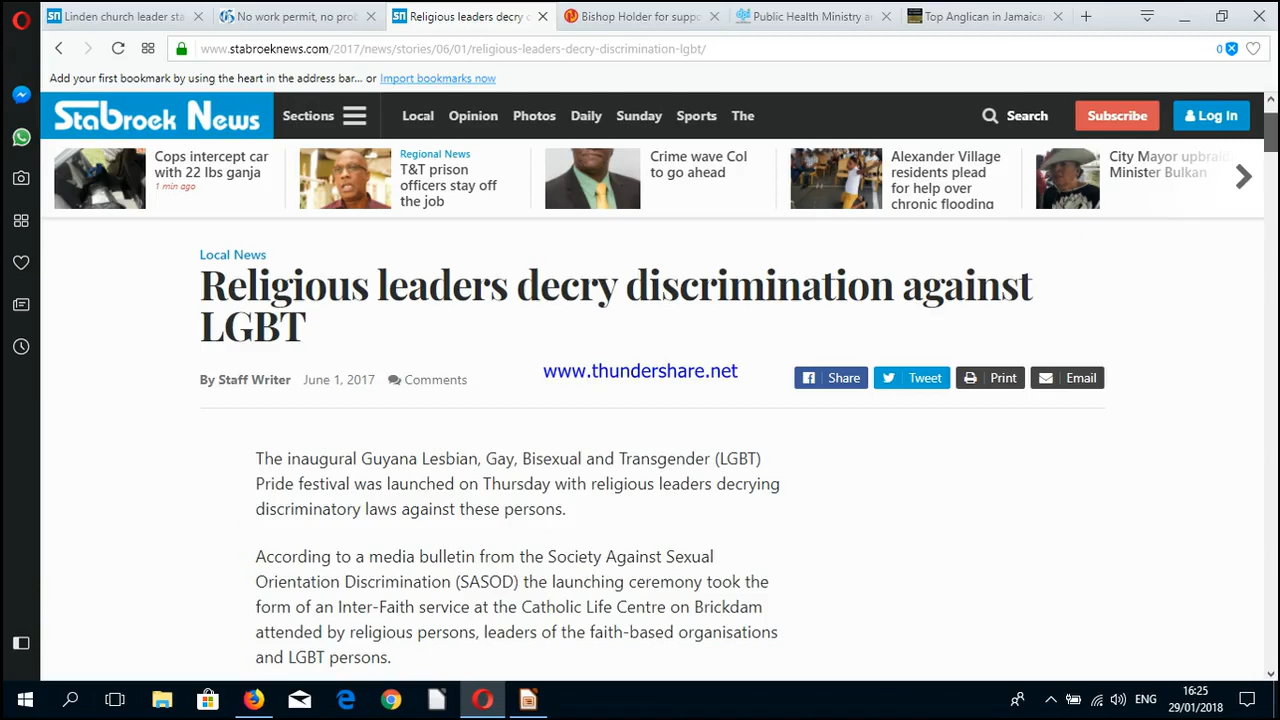 Linden church leader sta
No work permit, no prob
Religious leaders decry d
Bishop Holder for suppo
Public Health Ministry a
Top Anglican in Jamaica
www.stabroeknews.com/2017/news/stories/06/01/religious-leaders-decry-discrimination-lgbt/
0
Add your first bookmark by using the heart in the address bar... or Import bookmarks now
Stabroek News
Sections
Local
Opinion
Photos
Daily
Sunday
Sports
The
Search
Subscribe
Log In
Cops intercept car
with 22 lbs ganja
1 min ago
Regional News
T&T prison
officers stay off
the job
Crime wave Col
to go ahead
Alexander Village
residents plead
for help over
chronic flooding
City Mayor upbraid
Minister Bulkan
Local News
Religious leaders decry discrimination against
LGBT
By Staff Writer June 1, 2017 Comments
www.thundershare.net
Share
Tweet
Print
Email
The inaugural Guyana Lesbian, Gay, Bisexual and Transgender (LGBT)
Pride festival was launched on Thursday with religious leaders decrying
discriminatory laws against these persons.
According to a media bulletin from the Society Against Sexual
Orientation Discrimination (SASOD) the launching ceremony took the
form of an Inter-Faith service at the Catholic Life Centre on Brickdam
attended by religious persons, leaders of the faith-based organisations
and LGBT persons.
ENG
16:25
29/01/2018